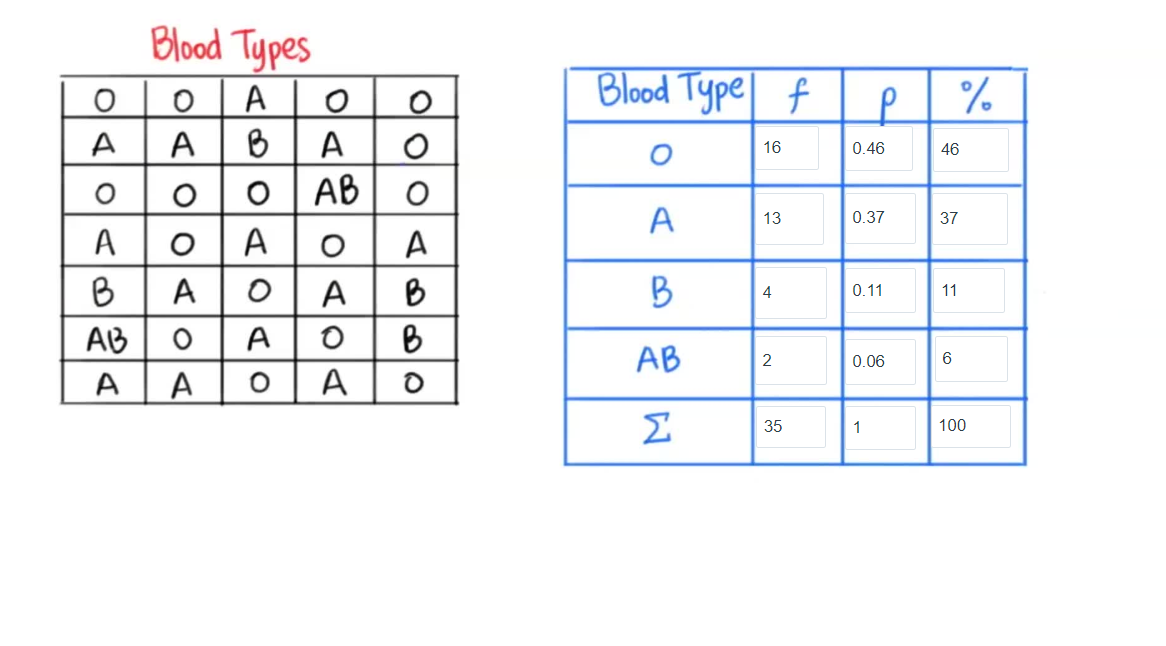 Blood Types
O O A O O
A A B A O
O O O AB O
A O A O A
B A O A B
AB O A O B
A A O A O
Blood Type f p %
O 16 0.46 46
A 13 0.37 37
B 4 0.11 11
AB 2 0.06 6
Σ 35 1 100